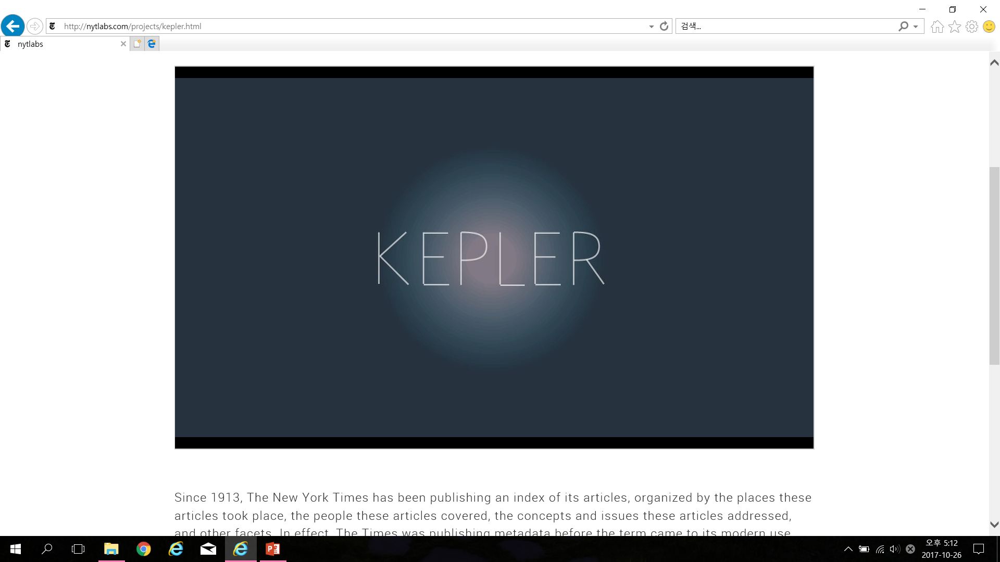 http://nytlabs.com/projects/kepler.html
검색...
nytlabs
KEPLER
Since 1913, The New York Times has been publishing an index of its articles, organized by the places these
articles took place, the people these articles covered, the concepts and issues these articles addressed,
and other facets. In effect, The Times was publishing metadata before the term came to its modern use.
오후 5:12
2017-10-26